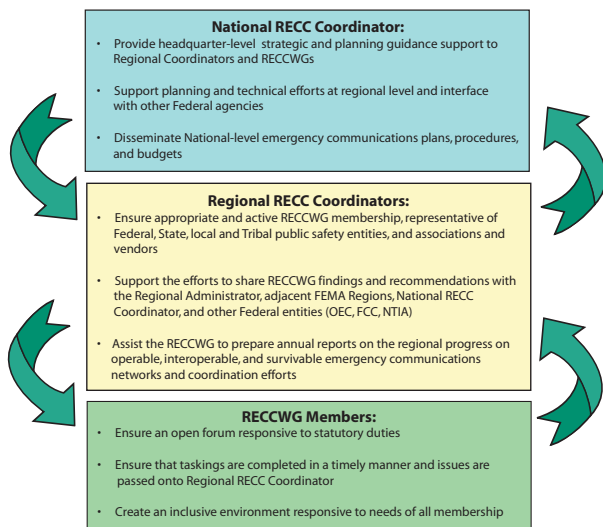 National RECC Coordinator:
• Provide headquarter-level strategic and planning guidance support to
Regional Coordinators and RECCWGs
• Support planning and technical efforts at regional level and interface
with other Federal agencies
• Disseminate National-level emergency communications plans, procedures,
and budgets
Regional RECC Coordinators:
• Ensure appropriate and active RECCWG membership, representative of
Federal, State, local and Tribal public safety entities, and associations and
vendors
• Support the efforts to share RECCWG findings and recommendations with
the Regional Administrator, adjacent FEMA Regions, National RECC
Coordinator, and other Federal entities (OEC, FCC, NTIA)
• Assist the RECCWG to prepare annual reports on the regional progress on
operable, interoperable, and survivable emergency communications
networks and coordination efforts
RECCWG Members:
• Ensure an open forum responsive to statutory duties
• Ensure that taskings are completed in a timely manner and issues are
passed onto Regional RECC Coordinator
• Create an inclusive environment responsive to needs of all membership